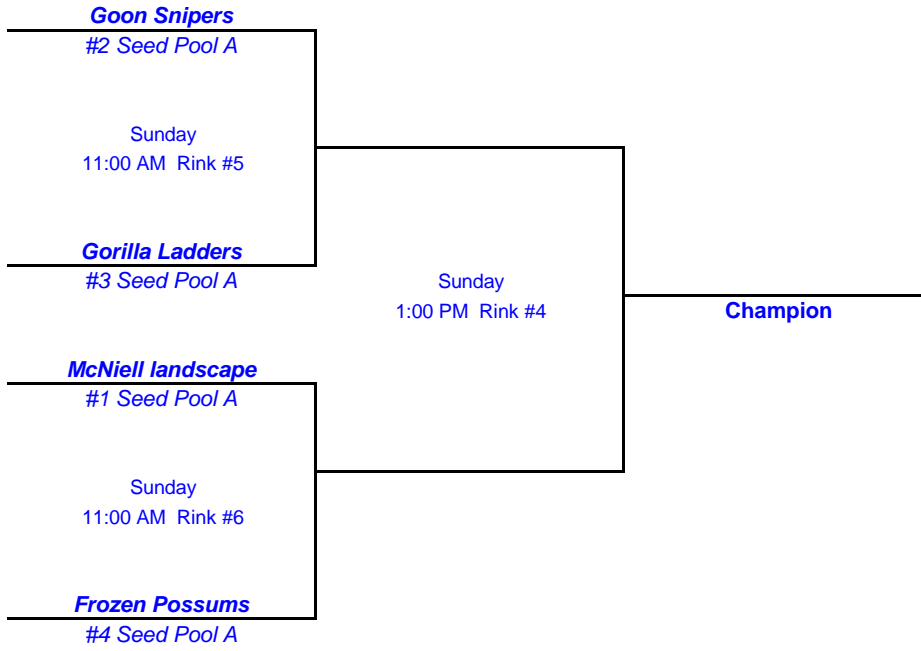 Goon Snipers
#2 Seed Pool A
Sunday
11:00 AM  Rink #5
Gorilla Ladders
#3 Seed Pool A
Sunday
1:00 PM  Rink #4
Champion
McNiell landscape
#1 Seed Pool A
Sunday
11:00 AM  Rink #6
Frozen Possums
#4 Seed Pool A